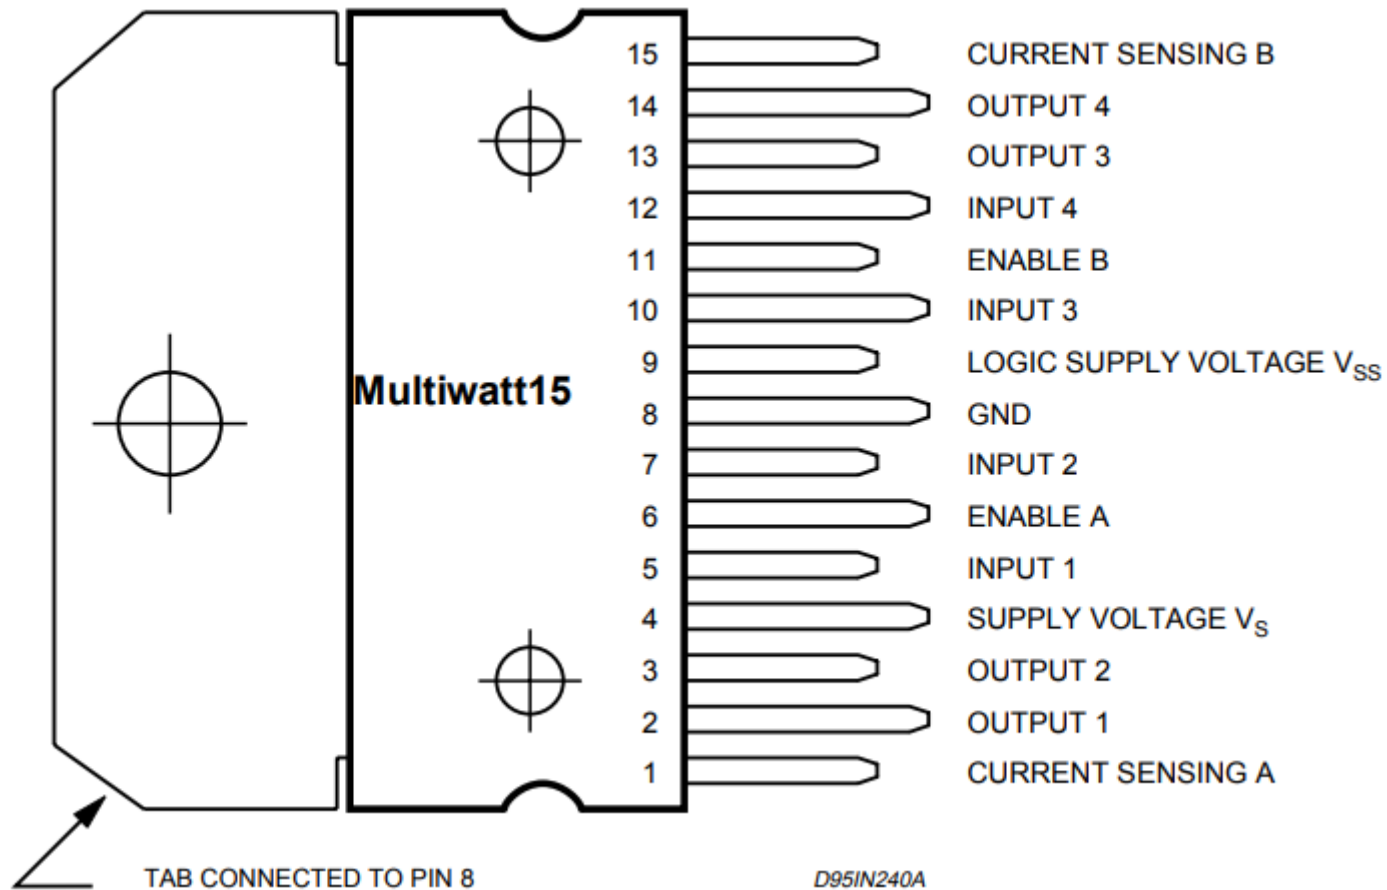 15 CURRENT SENSING B
14 OUTPUT 4
13 OUTPUT 3
12 INPUT 4
11 ENABLE B
10 INPUT 3
9 LOGIC SUPPLY VOLTAGE VSS
Multiwatt15
8 GND
7 INPUT 2
6 ENABLE A
5 INPUT 1
4 SUPPLY VOLTAGE VS
3 OUTPUT 2
2 OUTPUT 1
1 CURRENT SENSING A
TAB CONNECTED TO PIN 8
D95IN240A